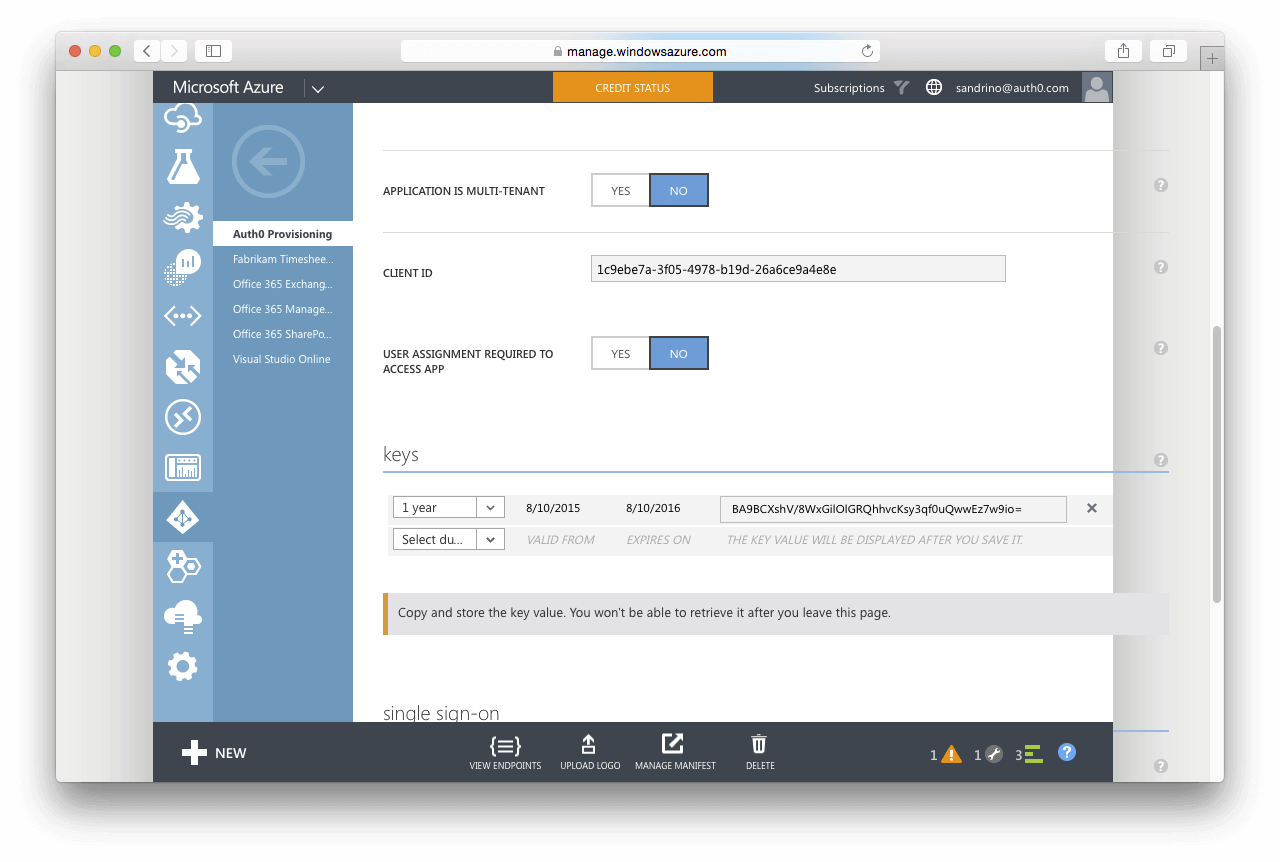 manage.windowsazure.com
Microsoft Azure
CREDIT STATUS
Subscriptions
sandrino@auth0.com
Auth0 Provisioning
Fabrikam Timeshee...
Office 365 Exchang...
Office 365 Manage...
Office 365 SharePo...
Visual Studio Online
APPLICATION IS MULTI-TENANT
YES
NO
?
CLIENT ID
1c9ebe7a-3f05-4978-b19d-26a6ce9a4e8e
?
USER ASSIGNMENT REQUIRED TO
ACCESS APP
YES
NO
?
keys
?
1 year
8/10/2015
8/10/2016
BA9BCXshV/8WxGilOlGRQhhvcKsy3qf0uQwwEz7w9io=
Select du...
VALID FROM
EXPIRES ON
THE KEY VALUE WILL BE DISPLAYED AFTER YOU SAVE IT.
Copy and store the key value. You won't be able to retrieve it after you leave this page.
single sign-on
?
NEW
VIEW ENDPOINTS
UPLOAD LOGO
MANAGE MANIFEST
DELETE
1
1
3
?